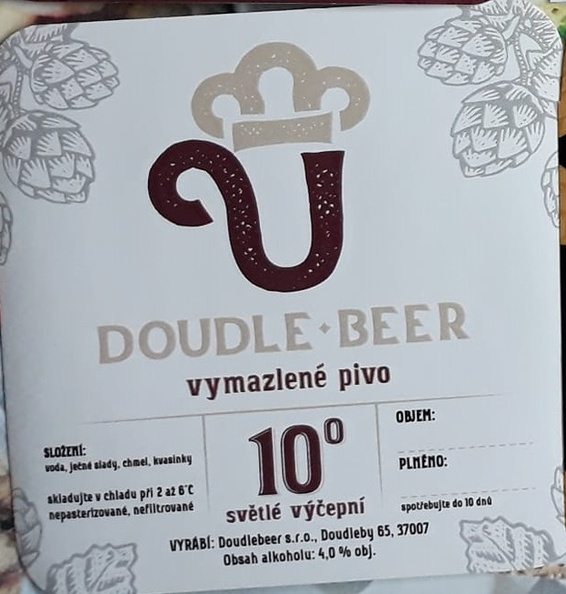 DOUDLE·BEER
vymazlené pivo
SLOŽENÍ:
voda, ječné slady, chmel, kvasinky
skladujte v chladu při 2 až 6°C
nepasterizované, nefiltrované
10°
světlé výčepní
OBJEM:
PLNĚNO:
spotřebujte do 10 dnů
VYRÁBÍ: Doudlebeer s.r.o., Doudleby 65, 37007
Obsah alkoholu: 4,0 % obj.